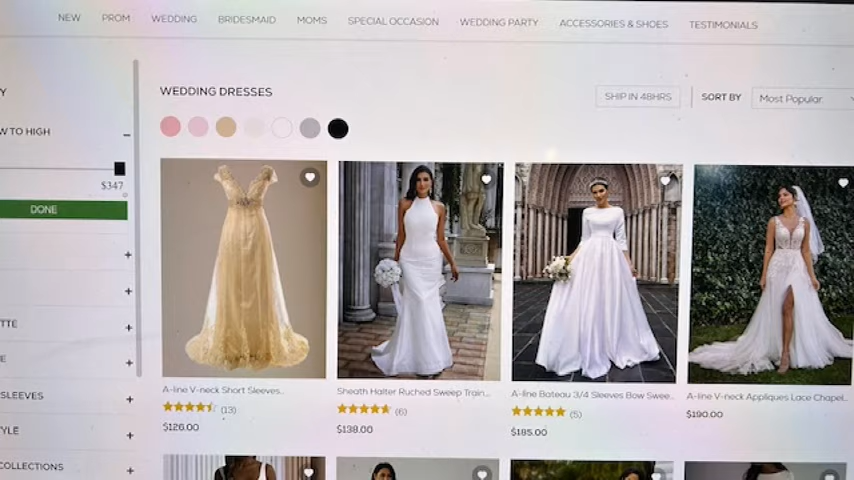 NEW PROM WEDDING BRIDESMAID MOMS SPECIAL OCCASION WEDDING PARTY ACCESSORIES & SHOES TESTIMONIALS
WEDDING DRESSES
SHIP IN 48HRS
SORT BY
Most Popular
Y
W TO HIGH
$347
DONE
TTE
E
SLEEVES
YLE
COLLECTIONS
A-line V-neck Short Sleeves...
(13)
$126.00
Sheath Halter Ruched Sweep Train...
(6)
$138.00
A-line Bateau 3/4 Sleeves Bow Swee...
(5)
$185.00
A-line V-neck Appliques Lace Chapel...
$190.00